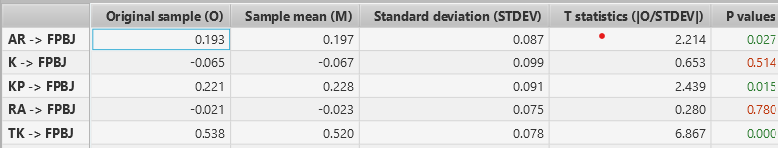 Original sample (O) Sample mean (M) Standard deviation (STDEV) T statistics (|O/STDEV|) P values
AR -> FPBJ 0.193 0.197 0.087 2.214 0.027
K -> FPBJ -0.065 -0.067 0.099 0.653 0.514
KP -> FPBJ 0.221 0.228 0.091 2.439 0.015
RA -> FPBJ -0.021 -0.023 0.075 0.280 0.780
TK -> FPBJ 0.538 0.520 0.078 6.867 0.000